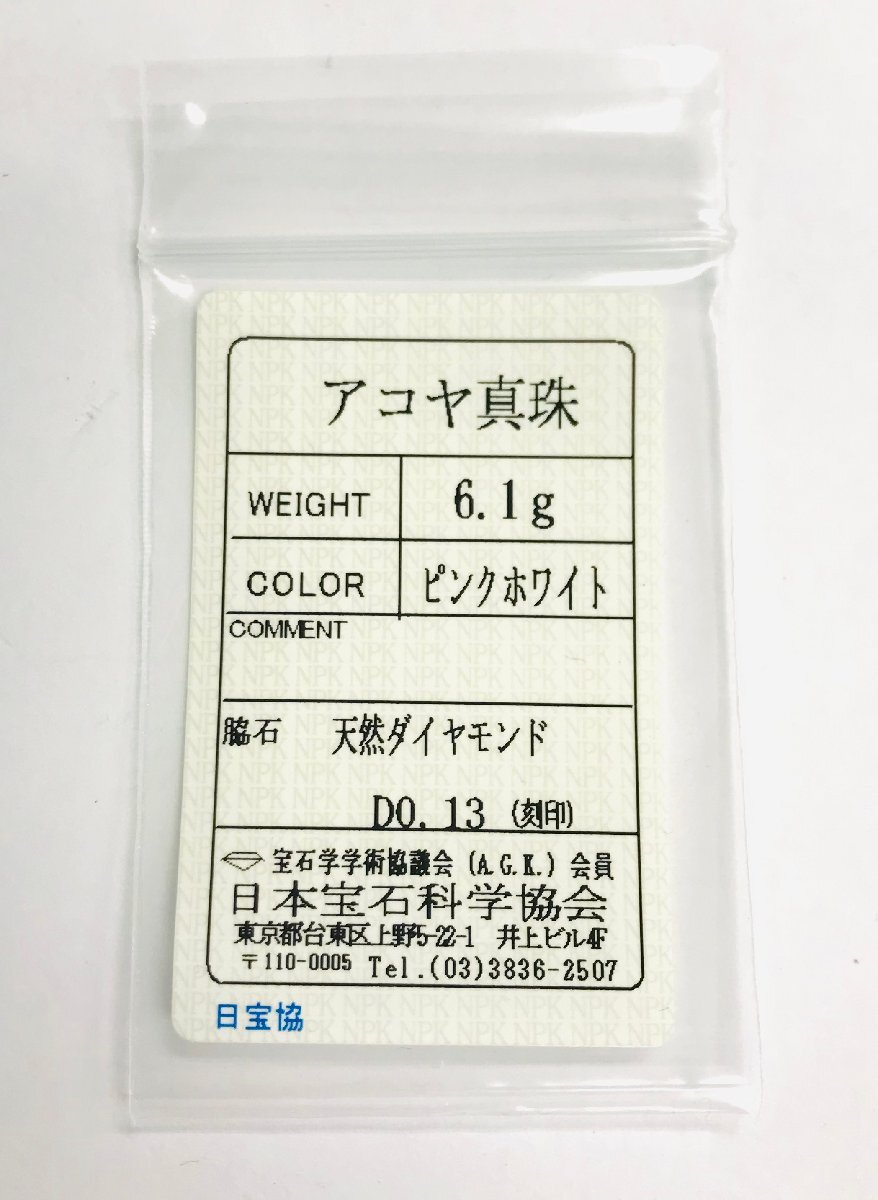 アコヤ真珠
WEIGHT 6.1g
COLOR ピンクホワイト
COMMENT
脇石 天然ダイヤモンド
D0.13 (刻印)
宝石学学術協議会 (A.G.K.) 会員
日本宝石科学協会
東京都台東区上野5-22-1 井上ビル4F
〒110-0005 Tel.(03)3836-2507
日宝協